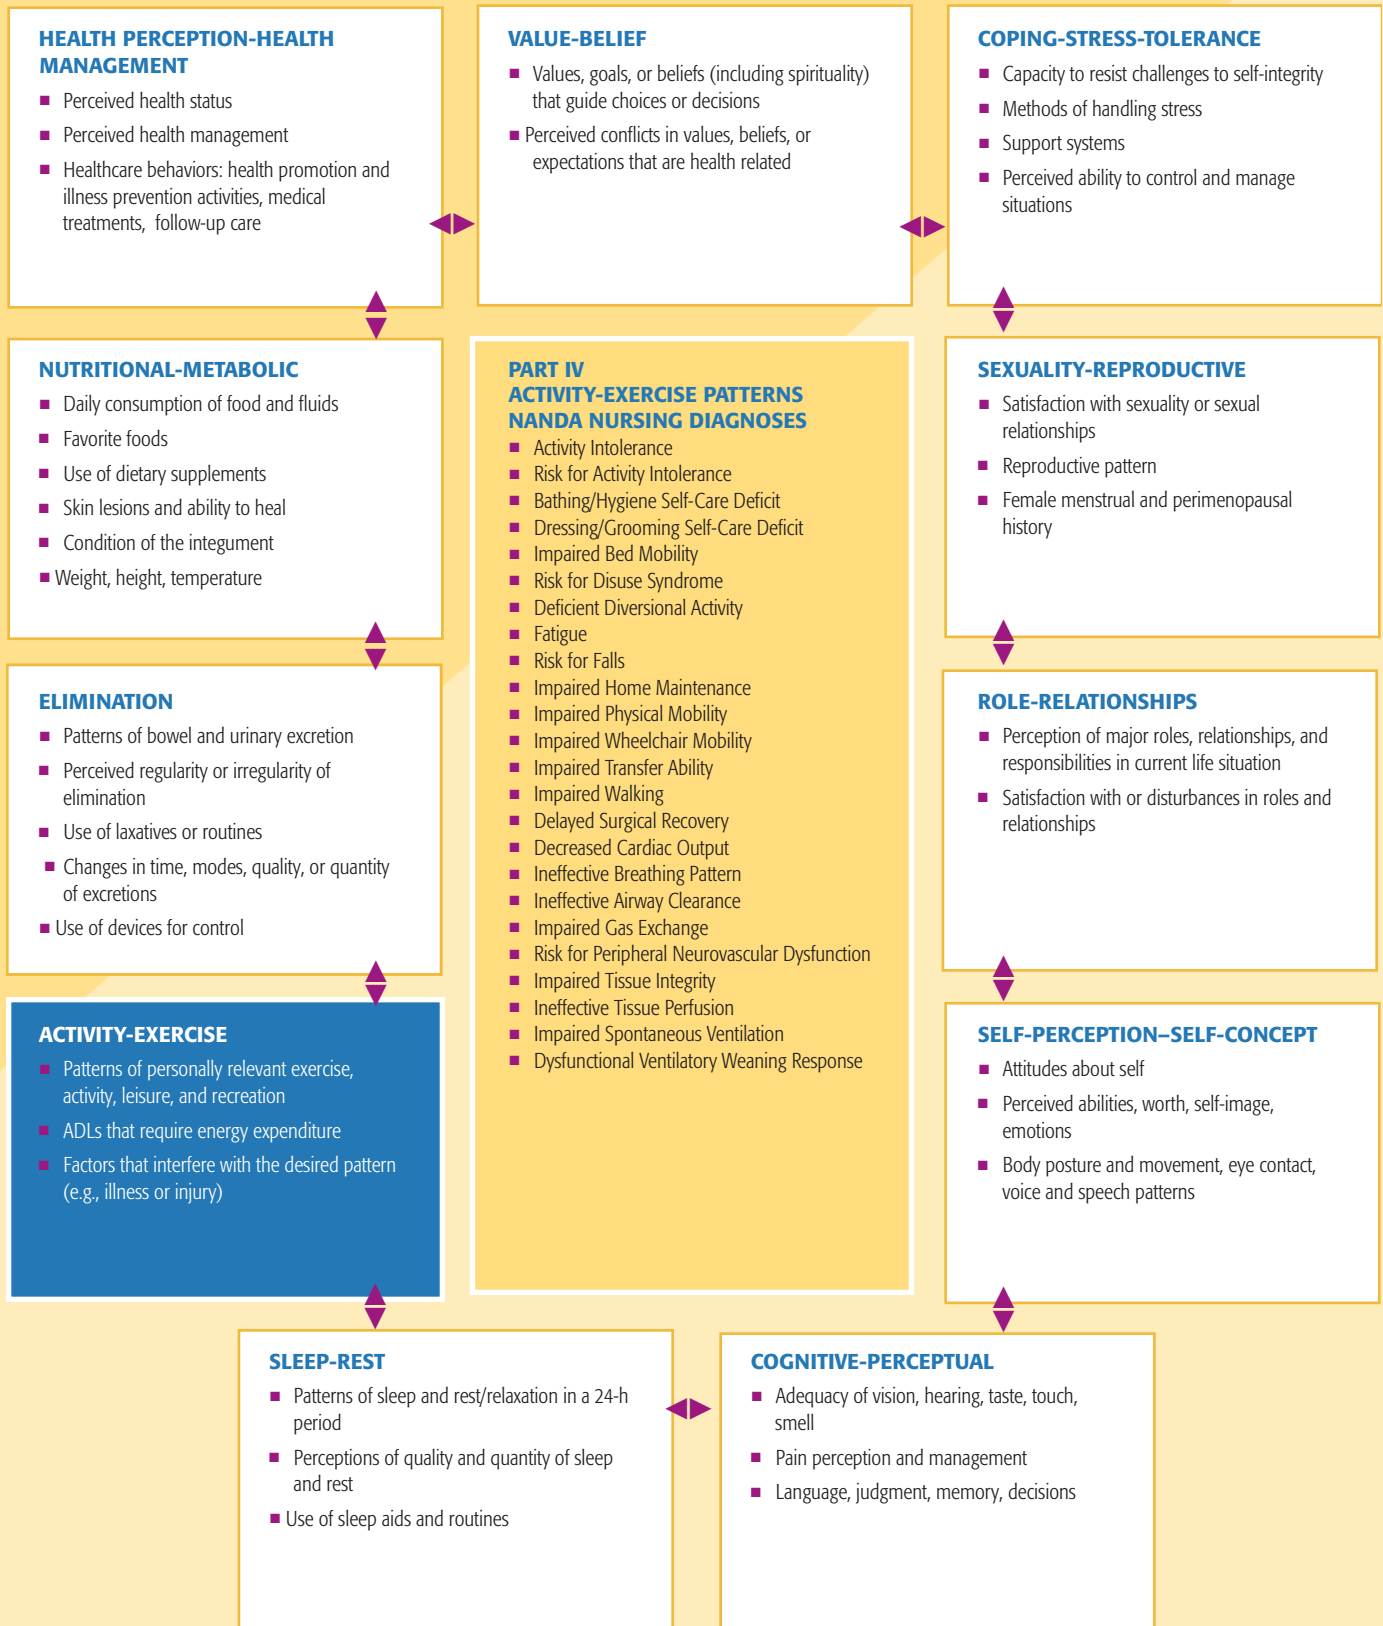 HEALTH PERCEPTION-HEALTH
MANAGEMENT
■ Perceived health status
■ Perceived health management
■ Healthcare behaviors: health promotion and
illness prevention activities, medical
treatments, follow-up care
VALUE-BELIEF
■ Values, goals, or beliefs (including spirituality)
that guide choices or decisions
■ Perceived conflicts in values, beliefs, or
expectations that are health related
COPING-STRESS-TOLERANCE
■ Capacity to resist challenges to self-integrity
■ Methods of handling stress
■ Support systems
■ Perceived ability to control and manage
situations
NUTRITIONAL-METABOLIC
■ Daily consumption of food and fluids
■ Favorite foods
■ Use of dietary supplements
■ Skin lesions and ability to heal
■ Condition of the integument
■ Weight, height, temperature
PART IV
ACTIVITY-EXERCISE PATTERNS
NANDA NURSING DIAGNOSES
■ Activity Intolerance
■ Risk for Activity Intolerance
■ Bathing/Hygiene Self-Care Deficit
■ Dressing/Grooming Self-Care Deficit
■ Impaired Bed Mobility
■ Risk for Disuse Syndrome
■ Deficient Diversional Activity
■ Fatigue
■ Risk for Falls
■ Impaired Home Maintenance
■ Impaired Physical Mobility
■ Impaired Wheelchair Mobility
■ Impaired Transfer Ability
■ Impaired Walking
■ Delayed Surgical Recovery
■ Decreased Cardiac Output
■ Ineffective Breathing Pattern
■ Ineffective Airway Clearance
■ Impaired Gas Exchange
■ Risk for Peripheral Neurovascular Dysfunction
■ Impaired Tissue Integrity
■ Ineffective Tissue Perfusion
■ Impaired Spontaneous Ventilation
■ Dysfunctional Ventilatory Weaning Response
SEXUALITY-REPRODUCTIVE
■ Satisfaction with sexuality or sexual
relationships
■ Reproductive pattern
■ Female menstrual and perimenopausal
history
ELIMINATION
■ Patterns of bowel and urinary excretion
■ Perceived regularity or irregularity of
elimination
■ Use of laxatives or routines
■ Changes in time, modes, quality, or quantity
of excretions
■ Use of devices for control
ROLE-RELATIONSHIPS
■ Perception of major roles, relationships, and
responsibilities in current life situation
■ Satisfaction with or disturbances in roles and
relationships
ACTIVITY-EXERCISE
■ Patterns of personally relevant exercise,
activity, leisure, and recreation
■ ADLs that require energy expenditure
■ Factors that interfere with the desired pattern
(e.g., illness or injury)
SELF-PERCEPTION–SELF-CONCEPT
■ Attitudes about self
■ Perceived abilities, worth, self-image,
emotions
■ Body posture and movement, eye contact,
voice and speech patterns
SLEEP-REST
■ Patterns of sleep and rest/relaxation in a 24-h
period
■ Perceptions of quality and quantity of sleep
and rest
■ Use of sleep aids and routines
COGNITIVE-PERCEPTUAL
■ Adequacy of vision, hearing, taste, touch,
smell
■ Pain perception and management
■ Language, judgment, memory, decisions